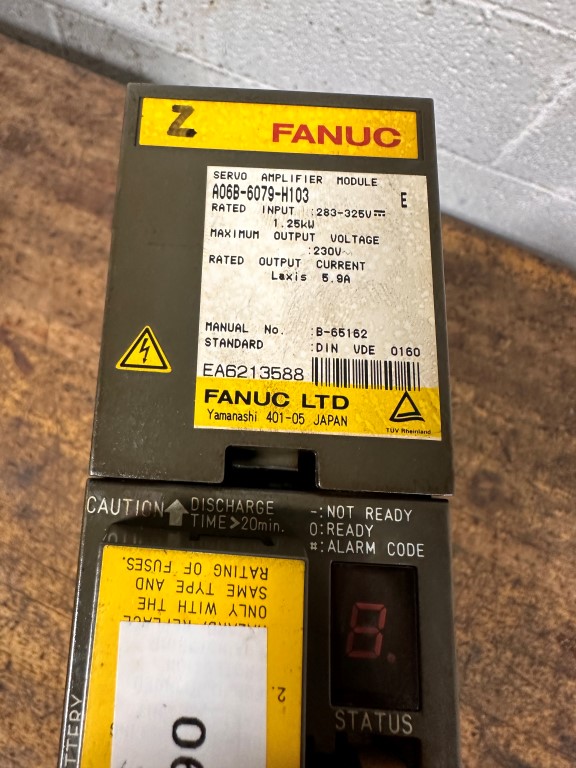 Z FANUC
SERVO AMPLIFIER MODULE
A06B-6079-H103 E
RATED INPUT :283-325V⎓
1.25kW
MAXIMUM OUTPUT VOLTAGE
:230V~
RATED OUTPUT CURRENT
Laxis 5.9A
MANUAL No. :B-65162
STANDARD :DIN VDE 0160
EA6213588
FANUC LTD
Yamanashi 401-05 JAPAN
TÜV Rheinland
CAUTION DISCHARGE
TIME>20min.
-:NOT READY
0:READY
#:ALARM CODE
8.
STATUS
2.
ONLY WITH THE
SAME TYPE AND
RATING OF FUSES.
06